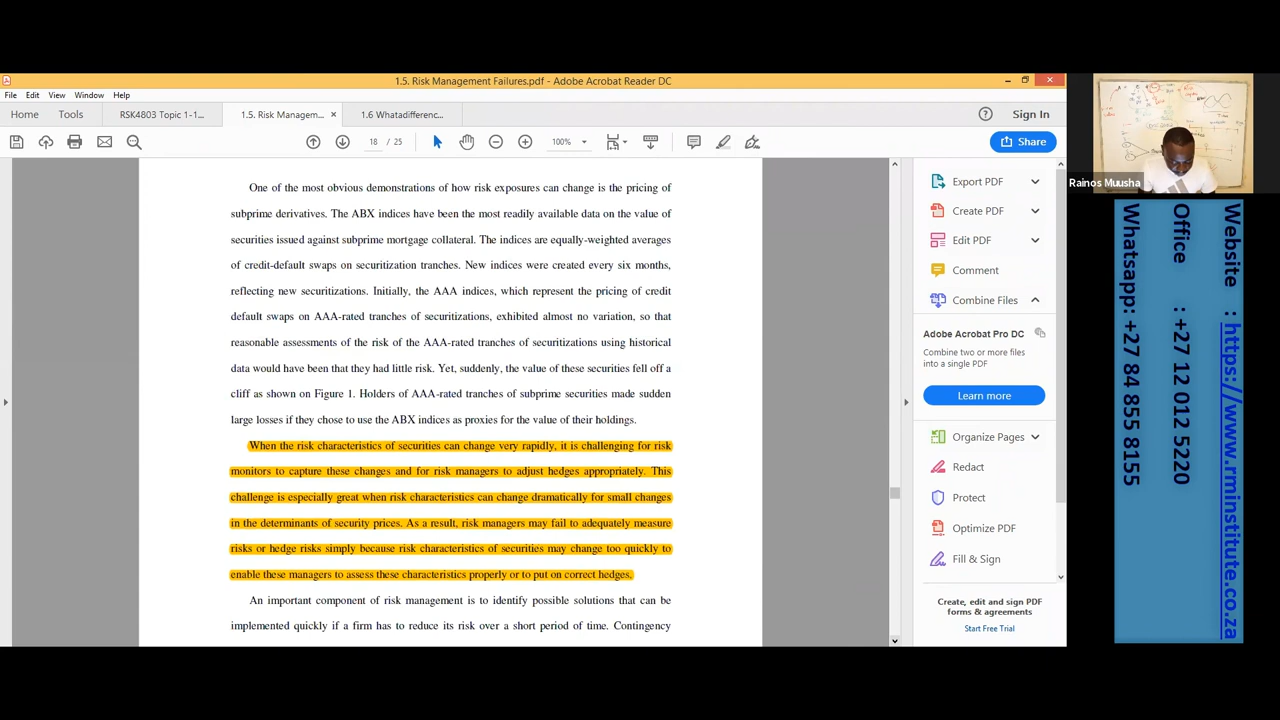 1.5. Risk Management Failures.pdf - Adobe Acrobat Reader DC
File Edit View Window Help
Home Tools RSK4803 Topic 1-1... 1.5. Risk Managem... × 1.6 Whatadifferenc... Sign In
18 / 25 100% Share
One of the most obvious demonstrations of how risk exposures can change is the pricing of
subprime derivatives. The ABX indices have been the most readily available data on the value of
securities issued against subprime mortgage collateral. The indices are equally-weighted averages
of credit-default swaps on securitization tranches. New indices were created every six months,
reflecting new securitizations. Initially, the AAA indices, which represent the pricing of credit
default swaps on AAA-rated tranches of securitizations, exhibited almost no variation, so that
reasonable assessments of the risk of the AAA-rated tranches of securitizations using historical
data would have been that they had little risk. Yet, suddenly, the value of these securities fell off a
cliff as shown on Figure 1. Holders of AAA-rated tranches of subprime securities made sudden
large losses if they chose to use the ABX indices as proxies for the value of their holdings.
When the risk characteristics of securities can change very rapidly, it is challenging for risk
monitors to capture these changes and for risk managers to adjust hedges appropriately. This
challenge is especially great when risk characteristics can change dramatically for small changes
in the determinants of security prices. As a result, risk managers may fail to adequately measure
risks or hedge risks simply because risk characteristics of securities may change too quickly to
enable these managers to assess these characteristics properly or to put on correct hedges.
An important component of risk management is to identify possible solutions that can be
implemented quickly if a firm has to reduce its risk over a short period of time. Contingency
Export PDF
Create PDF
Edit PDF
Comment
Combine Files
Adobe Acrobat Pro DC
Combine two or more files
into a single PDF
Learn more
Organize Pages
Redact
Protect
Optimize PDF
Fill & Sign
Create, edit and sign PDF
forms & agreements
Start Free Trial
Rainos Muusha
Website : https://www.rminstitute.co.za
Office : +27 12 012 5220
Whatsapp: +27 84 855 8155